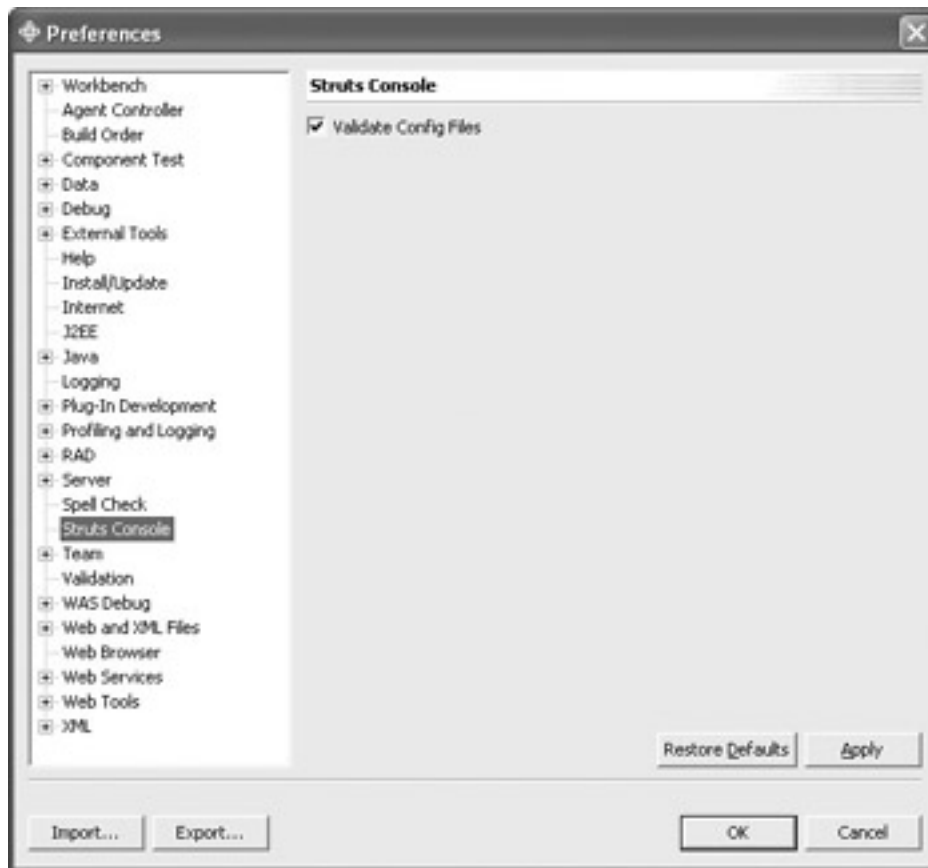 Preferences
Workbench
Agent Controller
Build Order
Component Test
Data
Debug
External Tools
Help
Install/Update
Internet
J2EE
Java
Logging
Plug-In Development
Profiling and Logging
RAD
Server
Spell Check
Struts Console
Team
Validation
WAS Debug
Web and XML Files
Web Browser
Web Services
Web Tools
XML
Struts Console
Validate Config Files
Restore Defaults
Apply
Import...
Export...
OK
Cancel